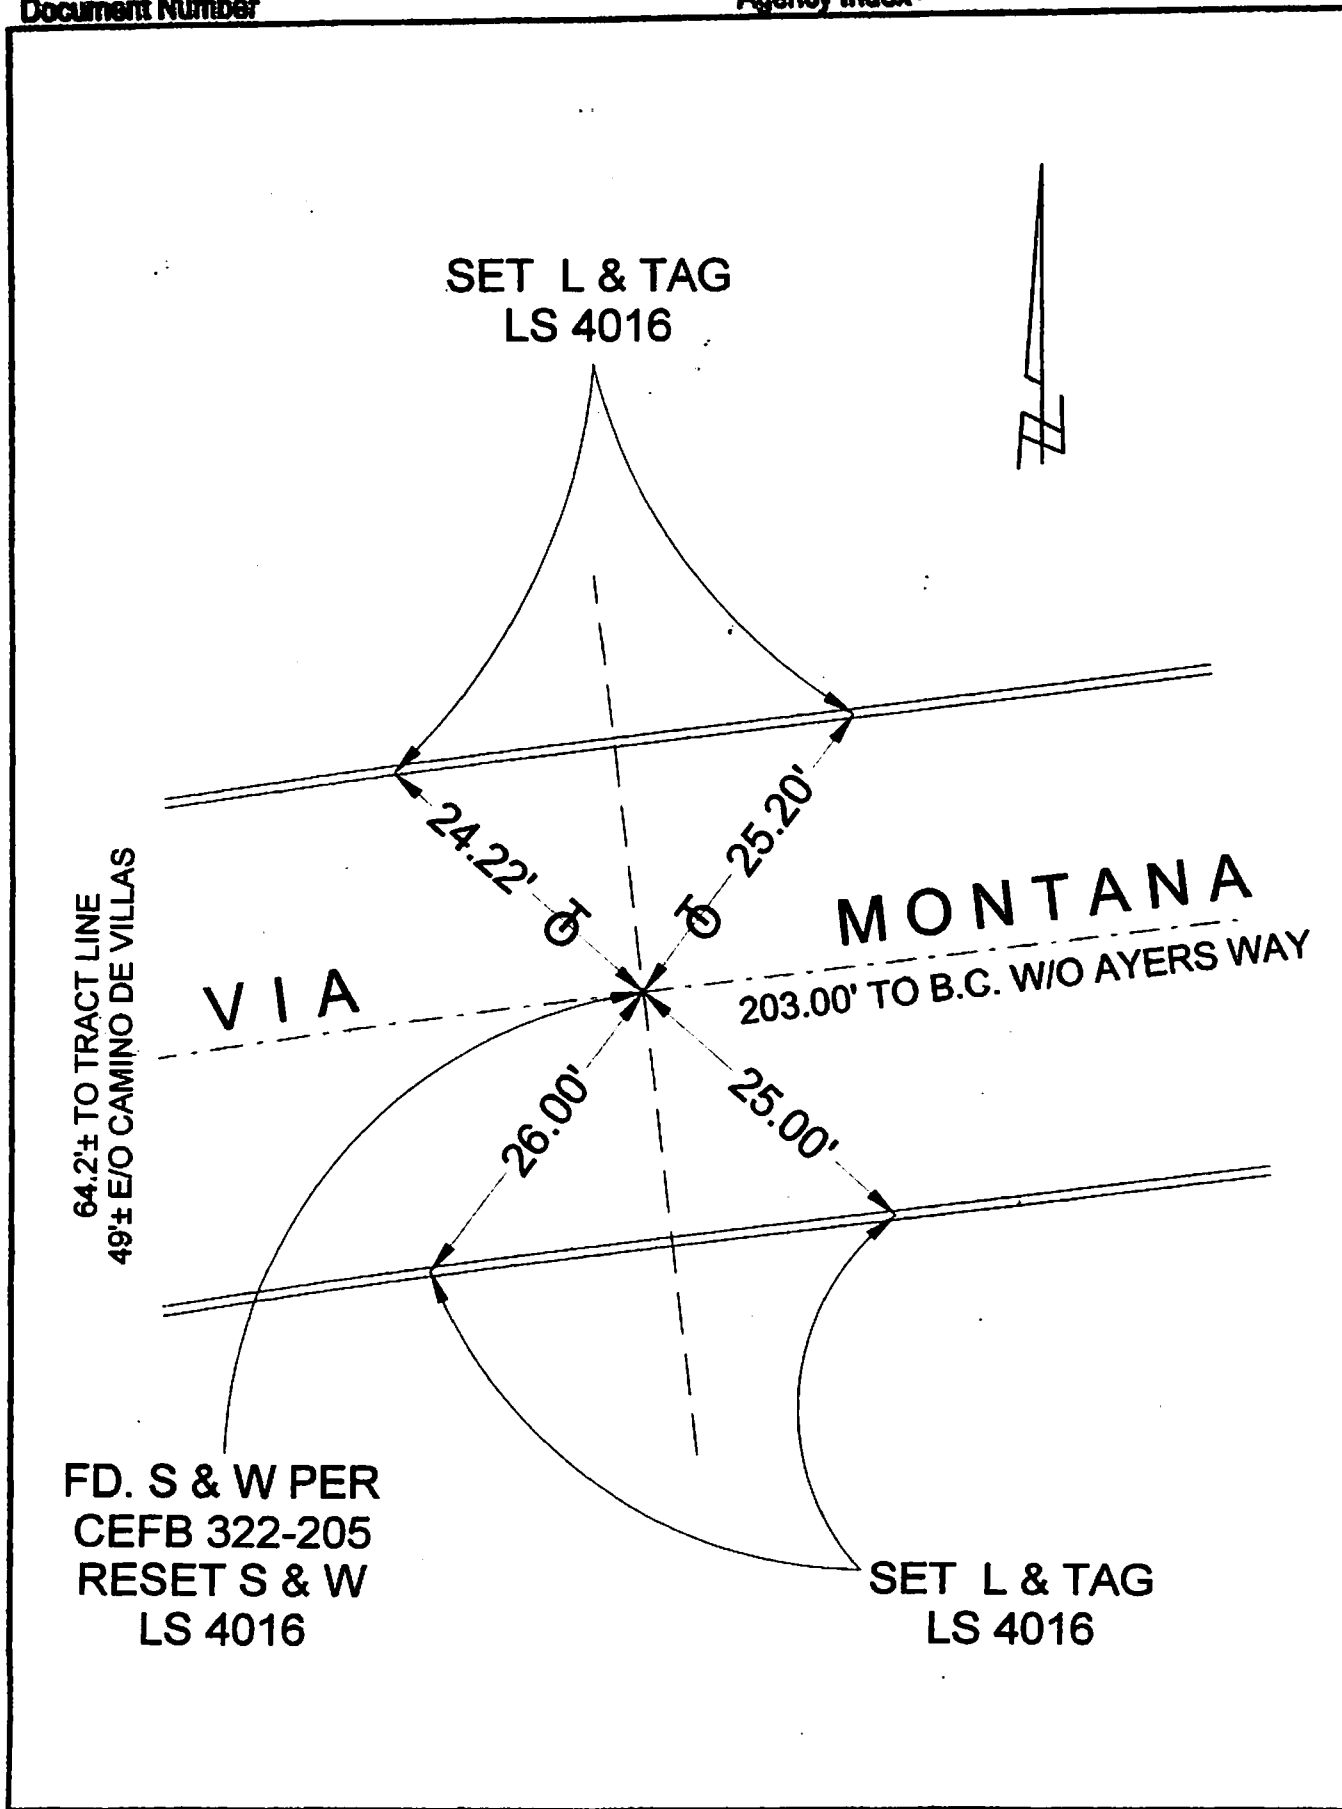 Document Number Agency Index
SET L & TAG
LS 4016
N
24.22'
25.20'
64.2'± TO TRACT LINE
49'± E/O CAMINO DE VILLAS
VIA MONTANA
203.00' TO B.C. W/O AYERS WAY
26.00'
25.00'
FD. S & W PER
CEFB 322-205
RESET S & W
LS 4016
SET L & TAG
LS 4016